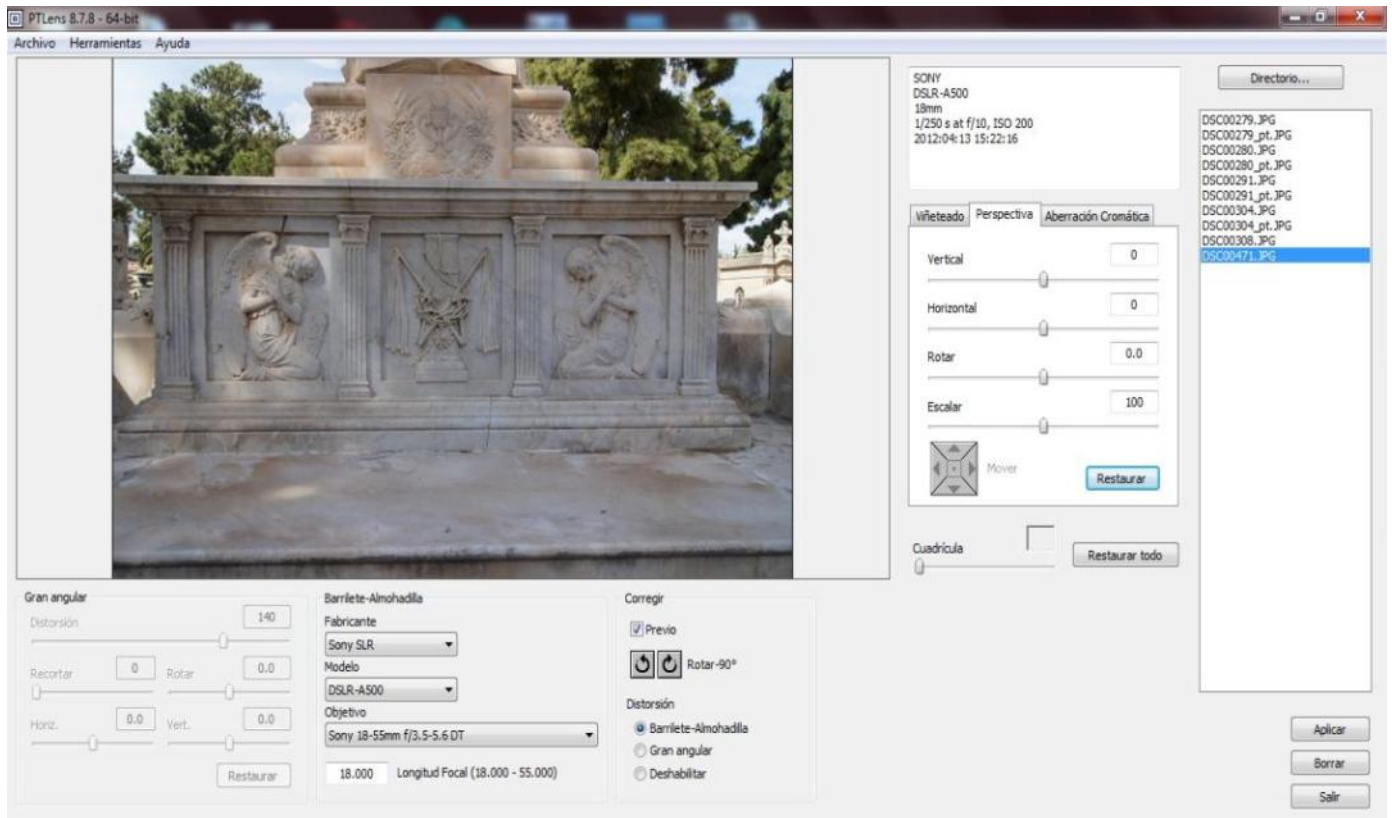 PTLens 8.7.8 - 64-bit
Archivo Herramientas Ayuda
SONY
DSLR-A500
18mm
1/250 s at f/10, ISO 200
2012:04:13 15:22:16
Viñeteado Perspectiva Aberración Cromática
Vertical 0
Horizontal 0
Rotar 0.0
Escalar 100
Mover
Restaurar
Cuadrícula
Restaurar todo
Directorio...
DSC00279.JPG
DSC00279_pt.JPG
DSC00280.JPG
DSC00280_pt.JPG
DSC00291.JPG
DSC00291_pt.JPG
DSC00304.JPG
DSC00304_pt.JPG
DSC00308.JPG
DSC00471.JPG
Gran angular
Distorsión 140
Recortar 0 Rotar 0.0
Horiz. 0.0 Vert. 0.0
Restaurar
Barrilete-Almohadilla
Fabricante
Sony SLR
Modelo
DSLR-A500
Objetivo
Sony 18-55mm f/3.5-5.6 DT
18.000 Longitud Focal (18.000 - 55.000)
Corregir
Previo
Rotar-90°
Distorsión
Barrilete-Almohadilla
Gran angular
Deshabilitar
Aplicar
Borrar
Salir